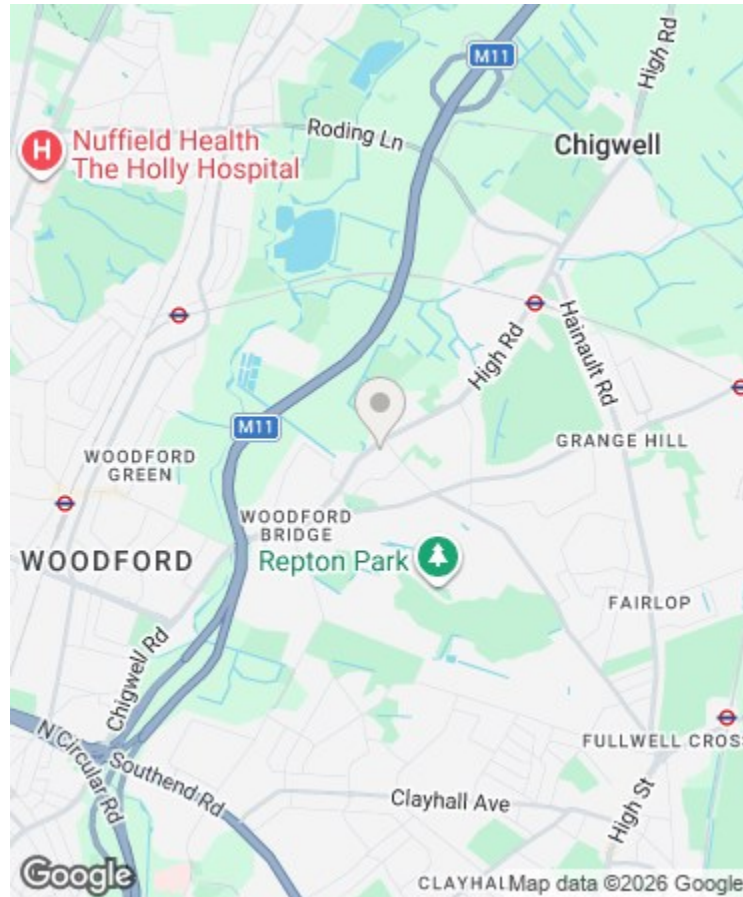 M11
High Rd
Nuffield Health
The Holly Hospital
H
Roding Ln
Chigwell
High Rd
Hainault Rd
M11
GRANGE HILL
WOODFORD
GREEN
WOODFORD
BRIDGE
WOODFORD
Repton Park
FAIRLOP
Chigwell Rd
N Circular Rd
Southend Rd
FULLWELL CROS
Clayhall Ave
High St
Google
CLAYHAL
Map data ©2026 Google